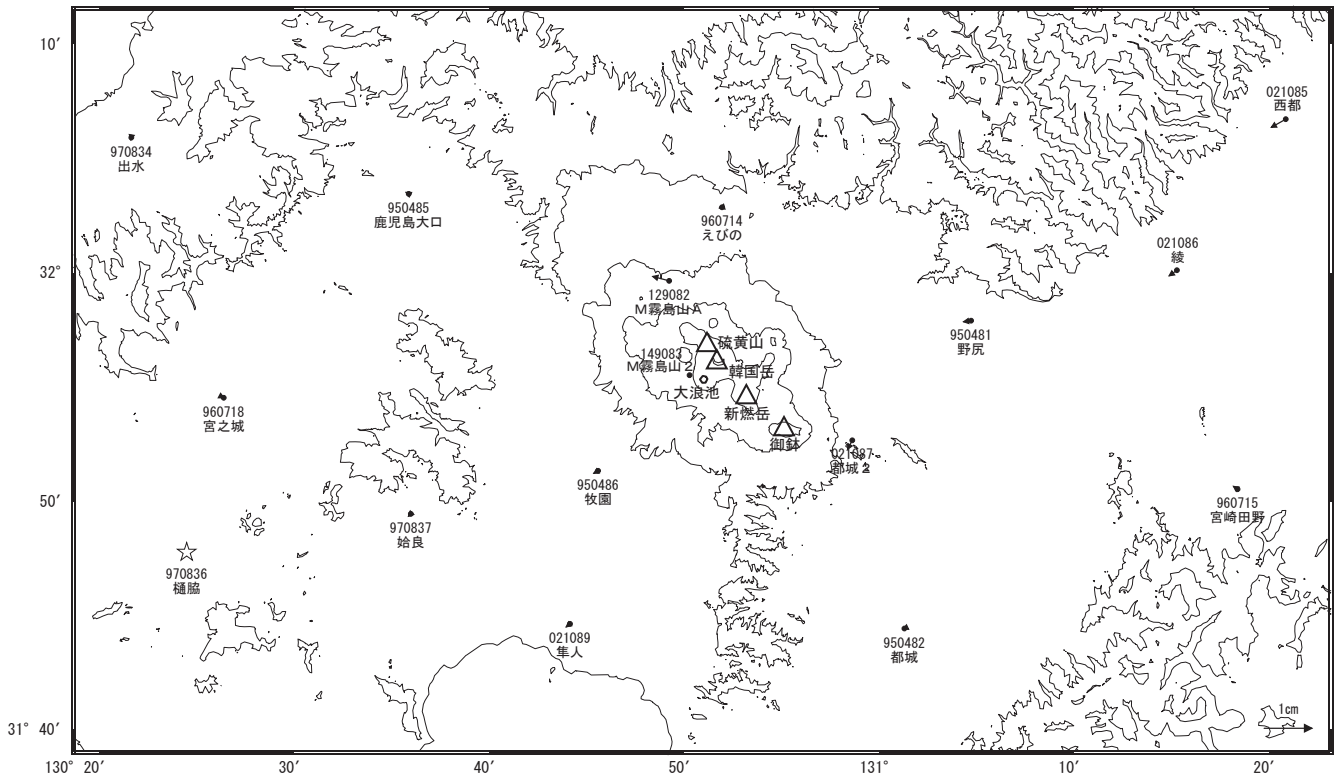 10′
021085
西都
970834
出水
950485
鹿児島大口
960714
えびの
021086
綾
32°
129082
M霧島山A
950481
野尻
硫黄山
149083
M霧島山2
韓国岳
大浪池
新燃岳
960718
宮之城
御鉢
021087
都城2
950486
牧園
50′
960715
宮崎田野
970837
姶良
970836
樋脇
021089
隼人
950482
都城
1cm
31° 40′
130° 20′
30′
40′
50′
131°
10′
20′